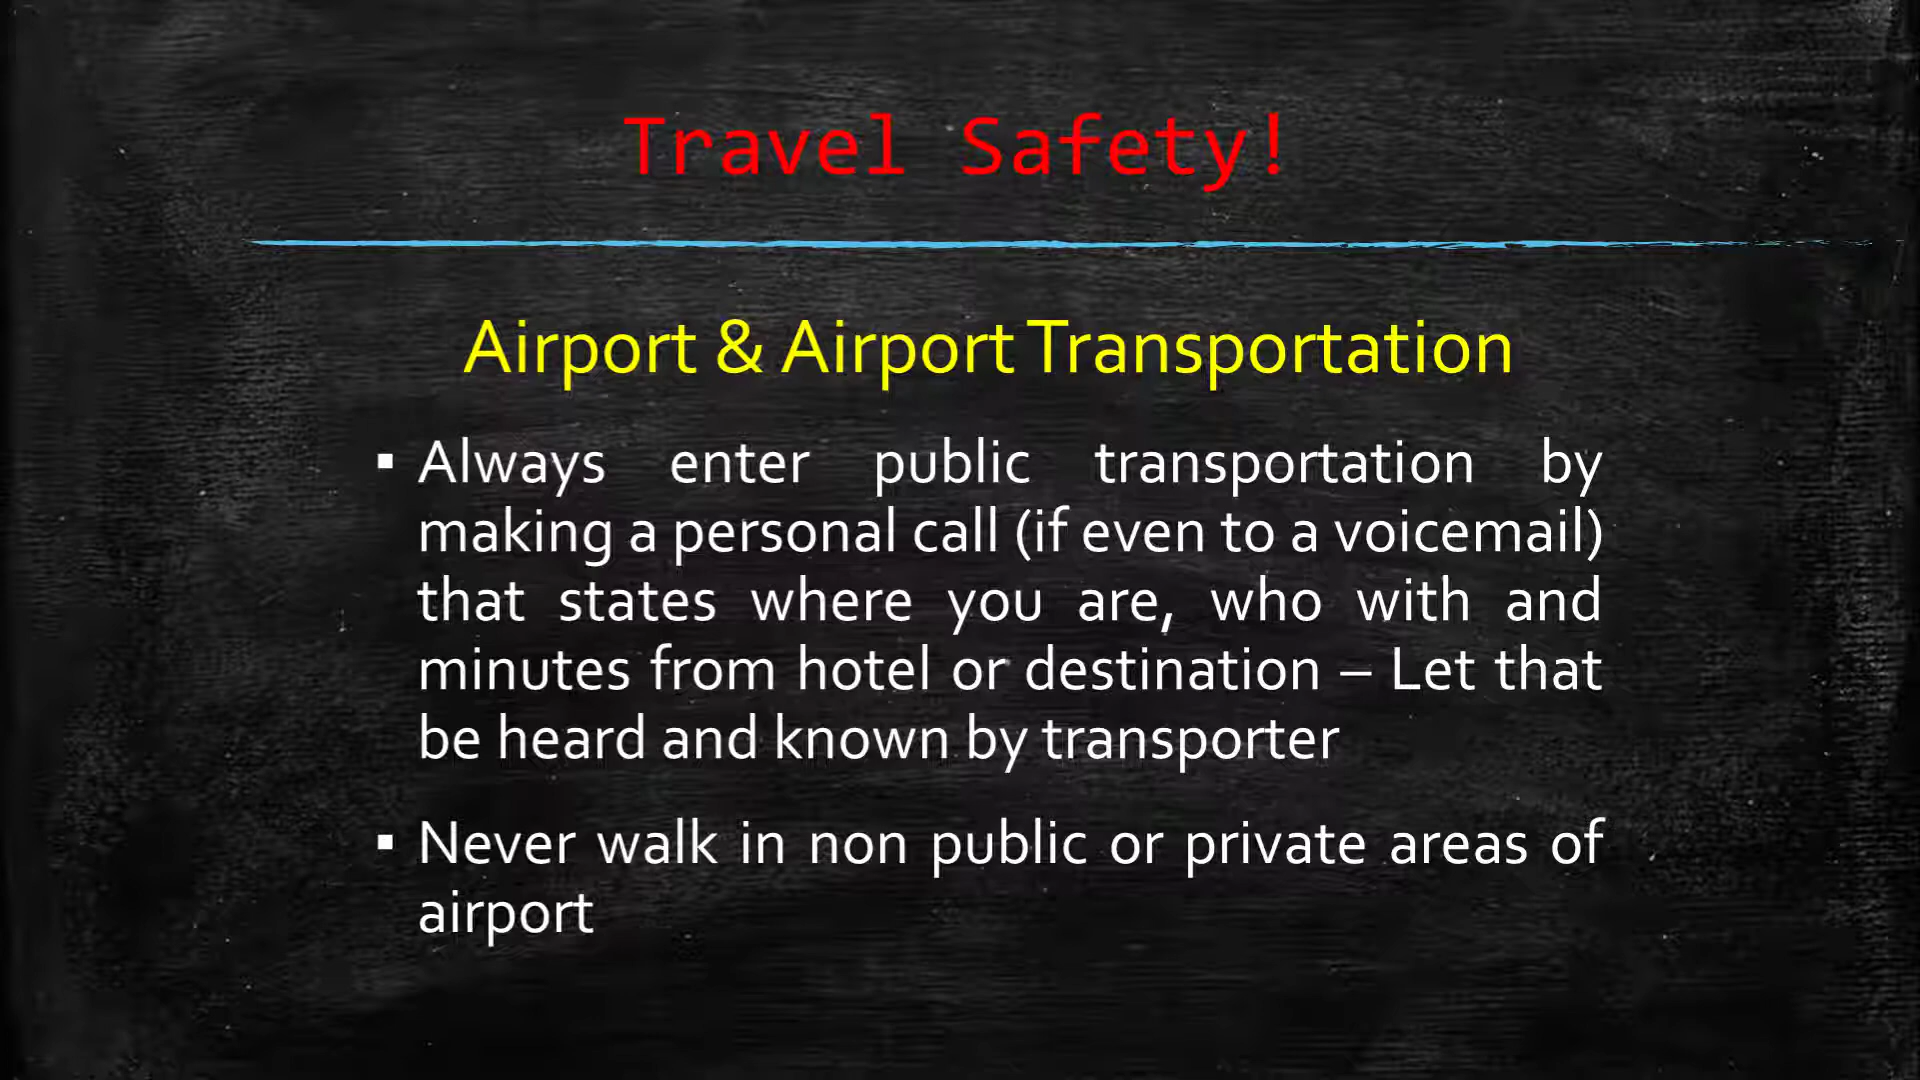 Travel Safety!
Airport & Airport Transportation
▪ Always enter public transportation by
making a personal call (if even to a voicemail)
that states where you are, who with and
minutes from hotel or destination – Let that
be heard and known by transporter
▪ Never walk in non public or private areas of
airport